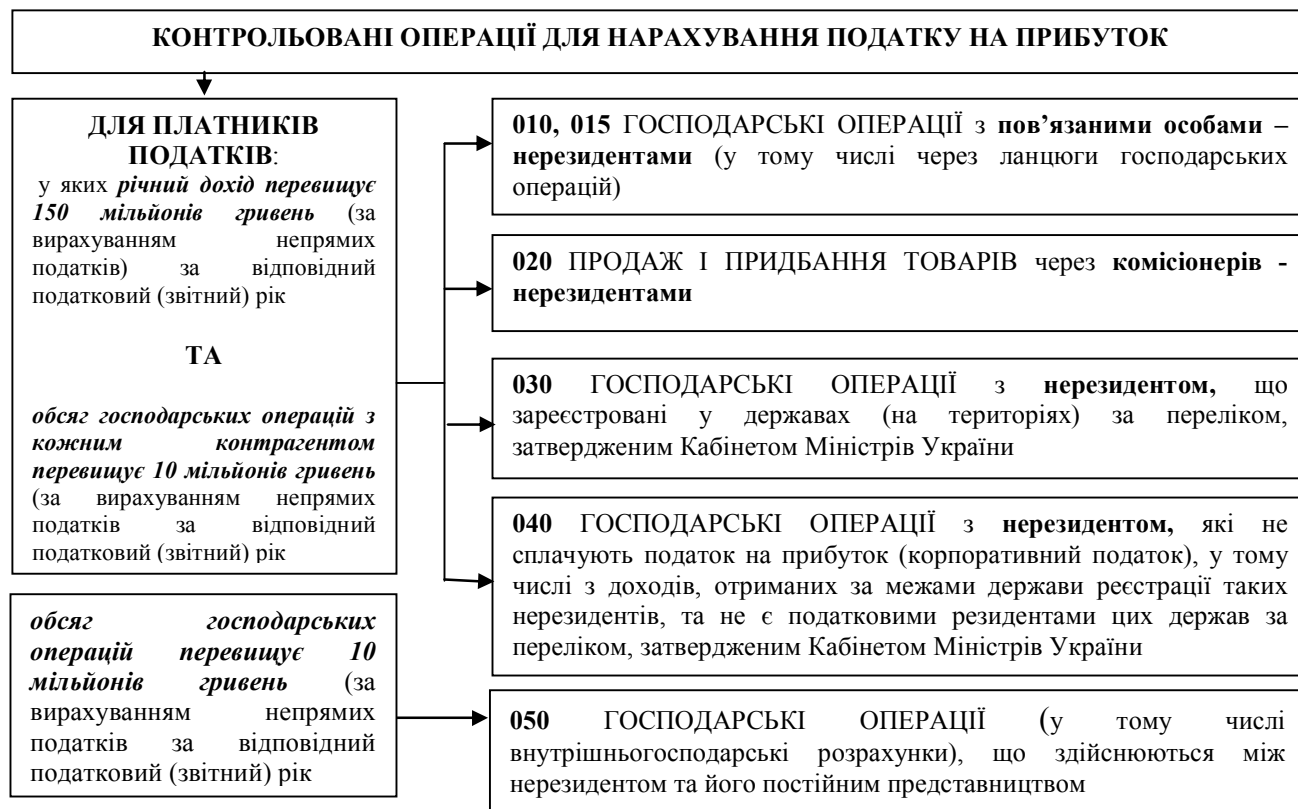 КОНТРОЛЬОВАНІ ОПЕРАЦІЇ ДЛЯ НАРАХУВАННЯ ПОДАТКУ НА ПРИБУТОК
ДЛЯ ПЛАТНИКІВ
ПОДАТКІВ:
у яких річний дохід перевищує
150 мільйонів гривень (за
вирахуванням непрямих
податків) за відповідний
податковий (звітний) рік
ТА
обсяг господарських операцій з
кожним контрагентом
перевищує 10 мільйонів гривень
(за вирахуванням непрямих
податків за відповідний
податковий (звітний) рік
обсяг господарських
операцій перевищує 10
мільйонів гривень (за
вирахуванням непрямих
податків за відповідний
податковий (звітний) рік
010, 015 ГОСПОДАРСЬКІ ОПЕРАЦІЇ з пов’язаними особами –
нерезидентами (у тому числі через ланцюги господарських
операцій)
020 ПРОДАЖ І ПРИДБАННЯ ТОВАРІВ через комісіонерів -
нерезидентами
030 ГОСПОДАРСЬКІ ОПЕРАЦІЇ з нерезидентом, що
зареєстровані у державах (на територіях) за переліком,
затвердженим Кабінетом Міністрів України
040 ГОСПОДАРСЬКІ ОПЕРАЦІЇ з нерезидентом, які не
сплачують податок на прибуток (корпоративний податок), у тому
числі з доходів, отриманих за межами держави реєстрації таких
нерезидентів, та не є податковими резидентами цих держав за
переліком, затвердженим Кабінетом Міністрів України
050 ГОСПОДАРСЬКІ ОПЕРАЦІЇ (у тому числі
внутрішньогосподарські розрахунки), що здійснюються між
нерезидентом та його постійним представництвом